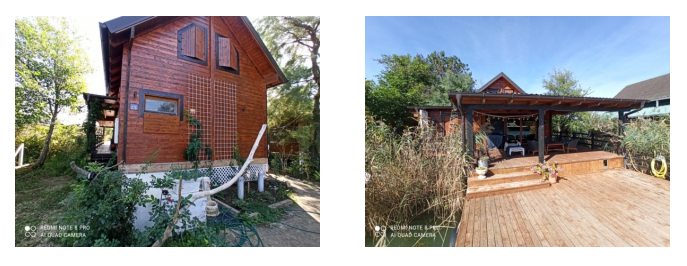 REDMI NOTE 8 PRO
AI QUAD CAMERA
REDMI NOTE 8 PRO
AI QUAD CAMERA